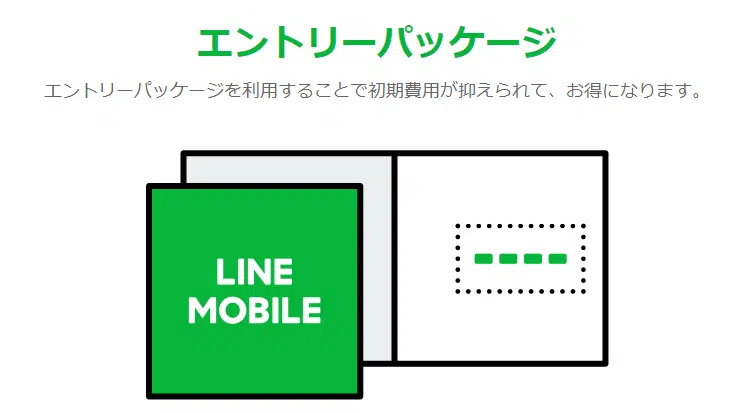 エントリーパッケージ
エントリーパッケージを利用することで初期費用が抑えられて、お得になります。
LINE
MOBILE